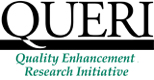 QUERI
Quality Enhancement
Research Initiative